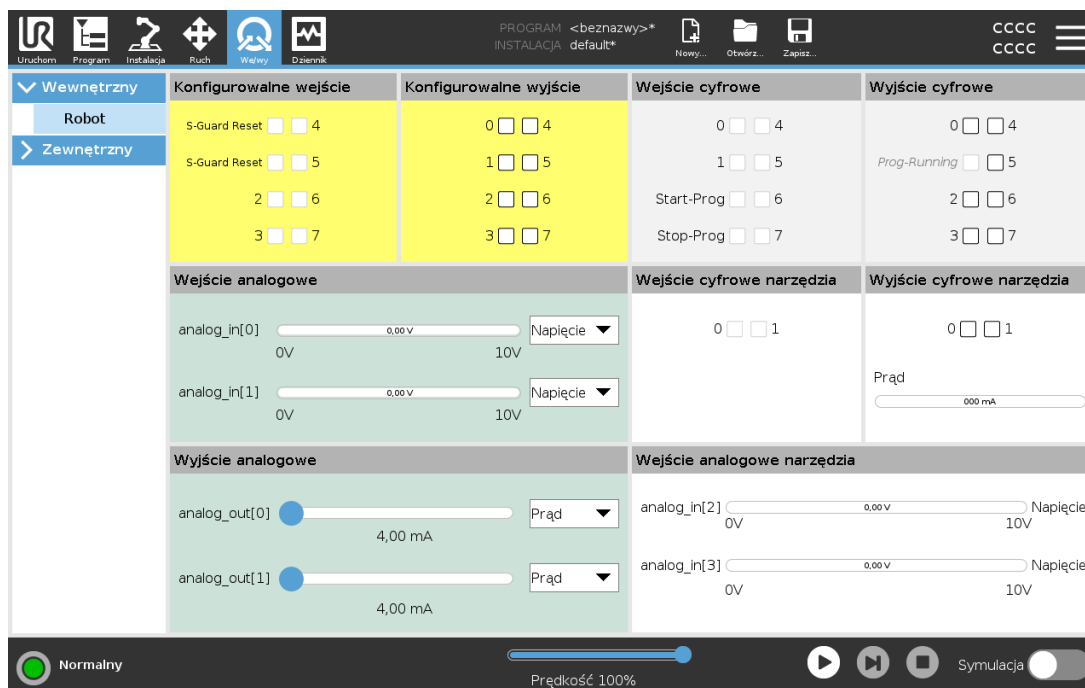 PROGRAM <beznazwy>*
INSTALACJA default*
UR
Uruchom Program Instalacja Ruch We/wy Dziennik Nowy... Otwórz... Zapisz...
CCCC
CCCC
Wewnętrzny
Robot
Zewnętrzny
Konfigurowalne wejście Konfigurowalne wyjście Wejście cyfrowe Wyjście cyfrowe
S-Guard Reset 4 0 4 0 4 0 4
S-Guard Reset 5 1 5 1 5 Prog-Running 5
2 6 2 6 Start-Prog 6 2 6
3 7 3 7 Stop-Prog 7 3 7
Wejście analogowe Wejście cyfrowe narzędzia Wyjście cyfrowe narzędzia
analog_in[0] 0,00 V Napięcie 0 1 0 1
0V 10V
Prąd
analog_in[1] 0,00 V Napięcie 000 mA
0V 10V
Wyjście analogowe Wejście analogowe narzędzia
analog_out[0] Prąd analog_in[2] 0,00 V Napięcie
4,00 mA 0V 10V
analog_out[1] Prąd analog_in[3] 0,00 V Napięcie
4,00 mA 0V 10V
Normalny Prędkość 100% Symulacja